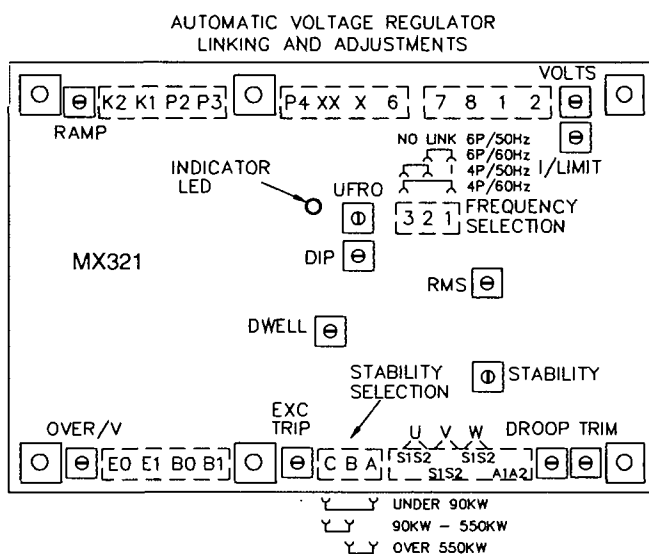 AUTOMATIC VOLTAGE REGULATOR
LINKING AND ADJUSTMENTS
VOLTS
K2 K1 P2 P3
P4 XX X 6
7 8 1 2
RAMP
NO LINK 6P/50Hz
6P/60Hz
4P/50Hz
4P/60Hz
I/LIMIT
INDICATOR
LED
UFRO
3 2 1
FREQUENCY
SELECTION
MX321
DIP
RMS
DWELL
STABILITY
SELECTION
STABILITY
OVER/V
EXC
TRIP
U V W
DROOP TRIM
E0 E1 B0 B1
C B A
S1S2 S1S2
S1S2 A1A2
UNDER 90KW
90KW - 550KW
OVER 550KW